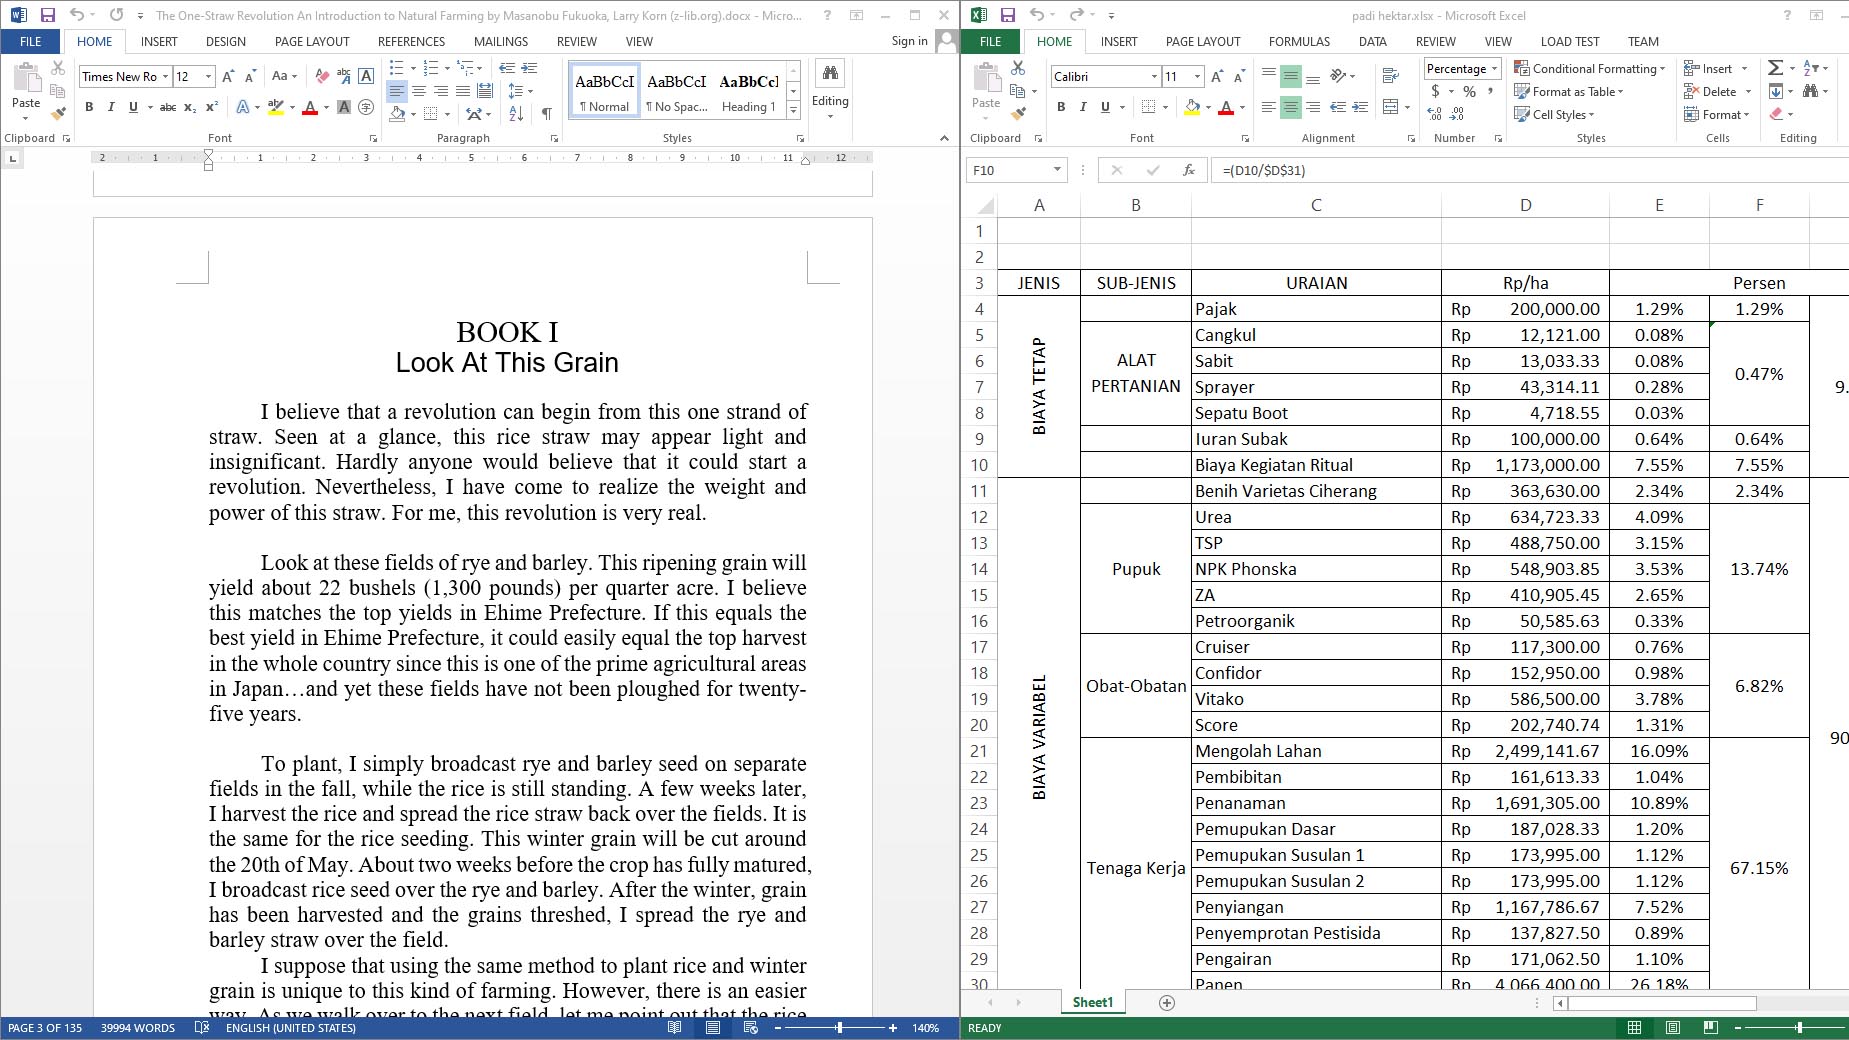 The One-Straw Revolution An Introduction to Natural Farming by Masanobu Fukuoka, Larry Korn (z-lib.org).docx - Micro...
FILE HOME INSERT DESIGN PAGE LAYOUT REFERENCES MAILINGS REVIEW VIEW Sign in
Times New Ro 12
Paste
Clipboard Font Paragraph Styles
AaBbCcI AaBbCcI AaBbCcI
¶ Normal ¶ No Spac... Heading 1
Editing
2 1 1 2 3 4 5 6 7 8 9 10 11 12
BOOK I
Look At This Grain
I believe that a revolution can begin from this one strand of
straw. Seen at a glance, this rice straw may appear light and
insignificant. Hardly anyone would believe that it could start a
revolution. Nevertheless, I have come to realize the weight and
power of this straw. For me, this revolution is very real.
Look at these fields of rye and barley. This ripening grain will
yield about 22 bushels (1,300 pounds) per quarter acre. I believe
this matches the top yields in Ehime Prefecture. If this equals the
best yield in Ehime Prefecture, it could easily equal the top harvest
in the whole country since this is one of the prime agricultural areas
in Japan…and yet these fields have not been ploughed for twenty-
five years.
To plant, I simply broadcast rye and barley seed on separate
fields in the fall, while the rice is still standing. A few weeks later,
I harvest the rice and spread the rice straw back over the fields. It is
the same for the rice seeding. This winter grain will be cut around
the 20th of May. About two weeks before the crop has fully matured,
I broadcast rice seed over the rye and barley. After the winter, grain
has been harvested and the grains threshed, I spread the rye and
barley straw over the field.
I suppose that using the same method to plant rice and winter
grain is unique to this kind of farming. However, there is an easier
way. As we walk over to the next field, let me point out that the rice
PAGE 3 OF 135 39994 WORDS ENGLISH (UNITED STATES) 140%
padi hektar.xlsx - Microsoft Excel
FILE HOME INSERT PAGE LAYOUT FORMULAS DATA REVIEW VIEW LOAD TEST TEAM
Calibri 11
Percentage
Conditional Formatting
Format as Table
Cell Styles
Insert
Delete
Format
Paste
Clipboard Font Alignment Number Styles Cells Editing
F10 =(D10/$D$31)
A B C D E F
1
2
3 JENIS SUB-JENIS URAIAN Rp/ha Persen
4 Pajak Rp 200,000.00 1.29% 1.29%
5 Cangkul Rp 12,121.00 0.08%
6 Sabit Rp 13,033.33 0.08%
7 Sprayer Rp 43,314.11 0.28%
8 Sepatu Boot Rp 4,718.55 0.03%
BIAYA TETAP
ALAT
PERTANIAN
0.47%
9.
9 Iuran Subak Rp 100,000.00 0.64% 0.64%
10 Biaya Kegiatan Ritual Rp 1,173,000.00 7.55% 7.55%
11 Benih Varietas Ciherang Rp 363,630.00 2.34% 2.34%
12 Urea Rp 634,723.33 4.09%
13 TSP Rp 488,750.00 3.15%
14 Pupuk NPK Phonska Rp 548,903.85 3.53% 13.74%
15 ZA Rp 410,905.45 2.65%
16 Petroorganik Rp 50,585.63 0.33%
17 Cruiser Rp 117,300.00 0.76%
18 Confidor Rp 152,950.00 0.98%
Obat-Obatan 6.82%
19 Vitako Rp 586,500.00 3.78%
20 Score Rp 202,740.74 1.31%
BIAYA VARIABEL
90
21 Mengolah Lahan Rp 2,499,141.67 16.09%
22 Pembibitan Rp 161,613.33 1.04%
23 Penanaman Rp 1,691,305.00 10.89%
24 Pemupukan Dasar Rp 187,028.33 1.20%
25 Pemupukan Susulan 1 Rp 173,995.00 1.12%
Tenaga Kerja 67.15%
26 Pemupukan Susulan 2 Rp 173,995.00 1.12%
27 Penyiangan Rp 1,167,786.67 7.52%
28 Penyemprotan Pestisida Rp 137,827.50 0.89%
29 Pengairan Rp 171,062.50 1.10%
30 Panen Rp 4,066,400.00 26.18%
Sheet1
READY